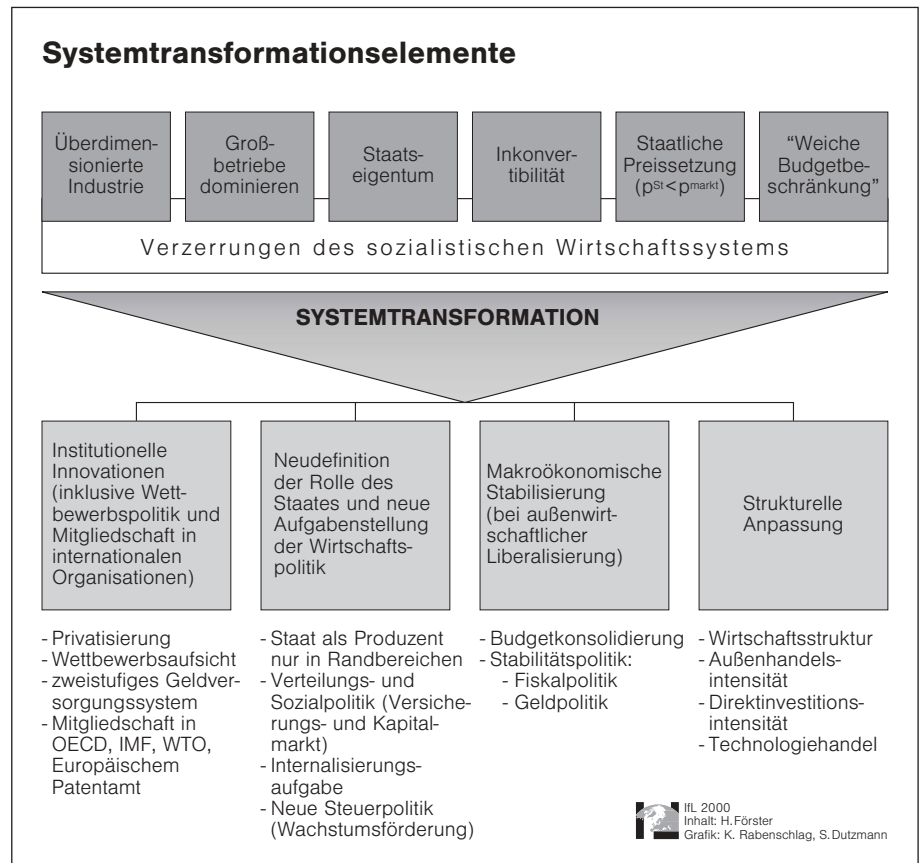 Systemtransformationselemente
Überdimen-
sionierte
Industrie
Groß-
betriebe
dominieren
Staats-
eigentum
Inkonver-
tibilität
Staatliche
Preissetzung
(pSt<pmarkt)
“Weiche
Budgetbe-
schränkung”
Verzerrungen des sozialistischen Wirtschaftssystems
SYSTEMTRANSFORMATION
Institutionelle
Innovationen
(inklusive Wett-
bewerbspolitik und
Mitgliedschaft in
internationalen
Organisationen)
Neudefinition
der Rolle des
Staates und neue
Aufgabenstellung
der Wirtschafts-
politik
Makroökonomische
Stabilisierung
(bei außenwirt-
schaftlicher
Liberalisierung)
Strukturelle
Anpassung
- Privatisierung
- Wettbewerbsaufsicht
- zweistufiges Geldver-
sorgungssystem
- Mitgliedschaft in
OECD, IMF, WTO,
Europäischem
Patentamt
- Staat als Produzent
nur in Randbereichen
- Verteilungs- und
Sozialpolitik (Versiche-
rungs- und Kapital-
markt)
- Internalisierungs-
aufgabe
- Neue Steuerpolitik
(Wachstumsförderung)
- Budgetkonsolidierung
- Stabilitätspolitik:
- Fiskalpolitik
- Geldpolitik
- Wirtschaftsstruktur
- Außenhandels-
intensität
- Direktinvestitions-
intensität
- Technologiehandel
IfL 2000
Inhalt: H.Förster
Grafik: K. Rabenschlag, S.Dutzmann